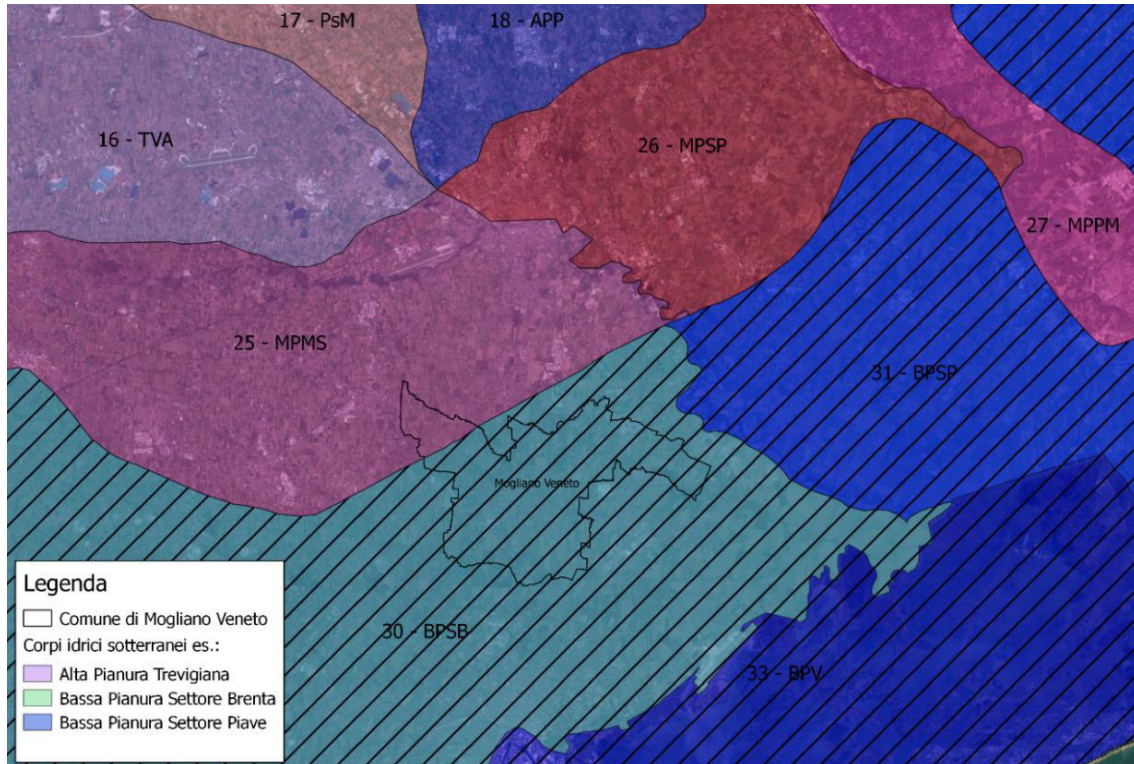 17 - PsM
18 - APP
16 - TVA
26 - MPSP
27 - MPPM
25 - MPMS
31 - BPSP
Mogliano Veneto
30 - BPSB
33 - BPV
Legenda
Comune di Mogliano Veneto
Corpi idrici sotterranei es.:
Alta Pianura Trevigiana
Bassa Pianura Settore Brenta
Bassa Pianura Settore Piave